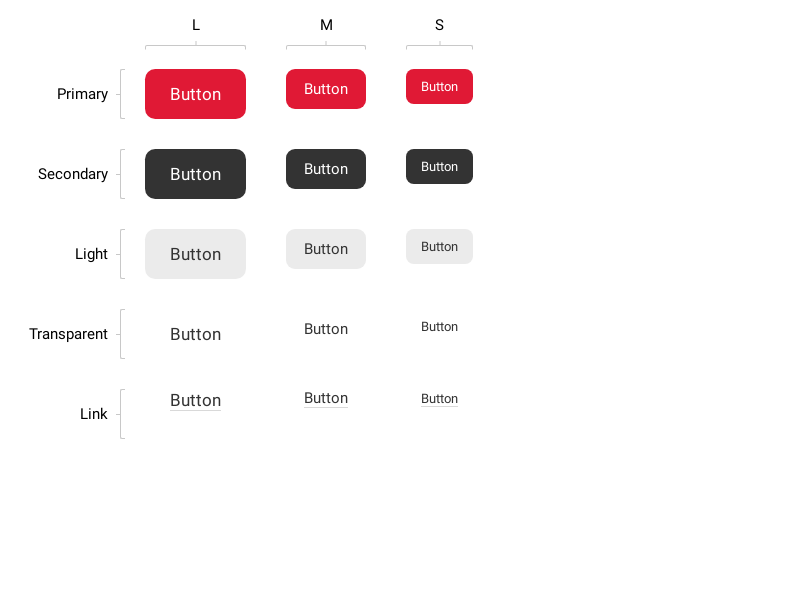 L M S
Primary Button Button Button
Secondary Button Button Button
Light Button Button Button
Transparent Button Button Button
Link Button Button Button